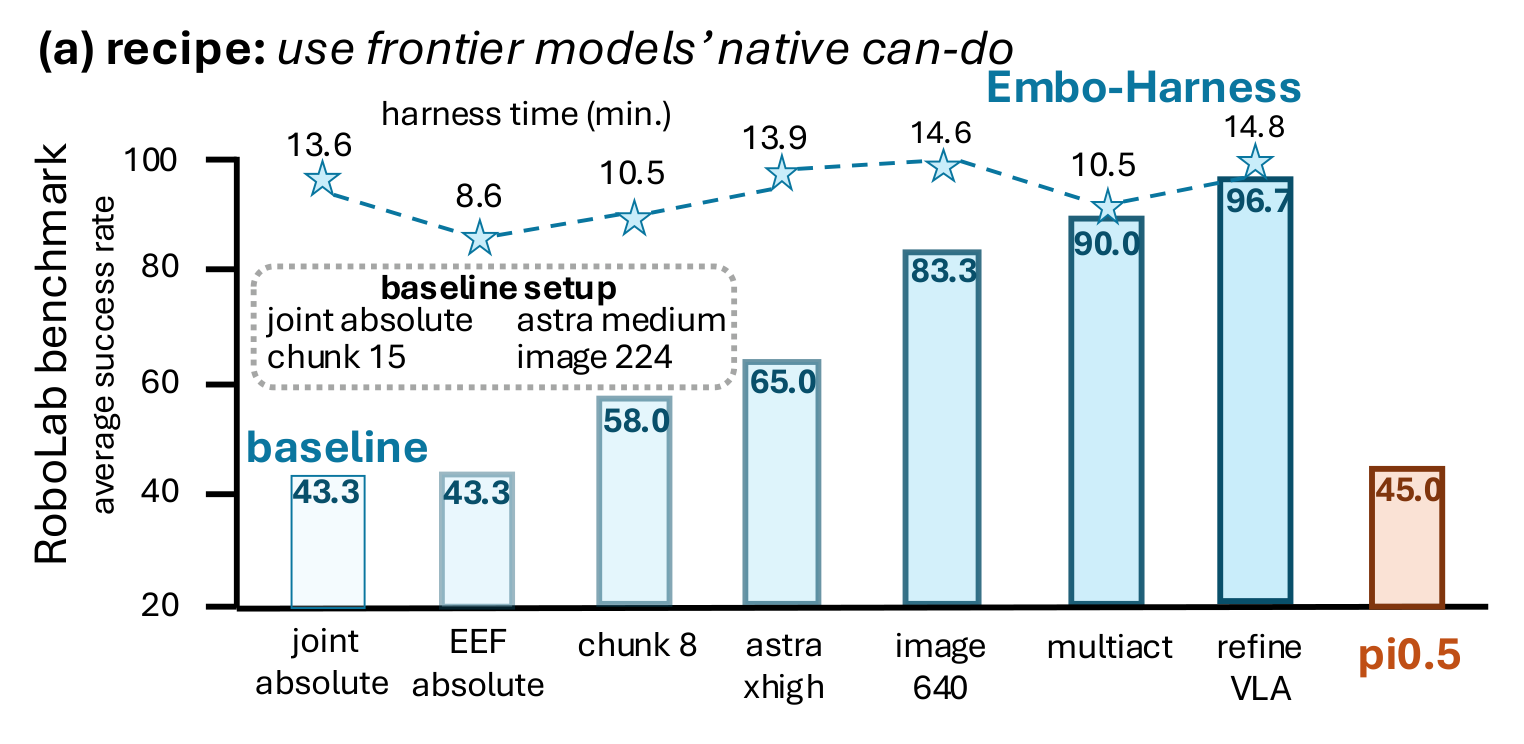 (a) recipe: use frontier models’ native can-do
Embo-Harness
harness time (min.)
13.6
8.6
10.5
13.9
14.6
10.5
14.8
RoboLab benchmark
average success rate
100
80
60
40
20
baseline setup
joint absolute astra medium
chunk 15 image 224
baseline
43.3
43.3
58.0
65.0
83.3
90.0
96.7
45.0
joint
absolute
EEF
absolute
chunk 8
astra
xhigh
image
640
multiact
refine
VLA
pi0.5